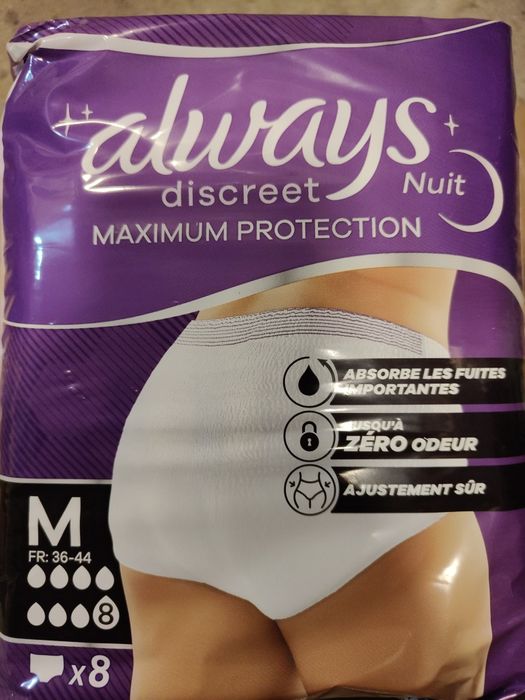 always
discreet
Nuit
MAXIMUM PROTECTION
ABSORBE LES FUITES
IMPORTANTES
JUSQU'À
ZÉRO ODEUR
AJUSTEMENT SÛR
M
FR: 36-44
8
x8